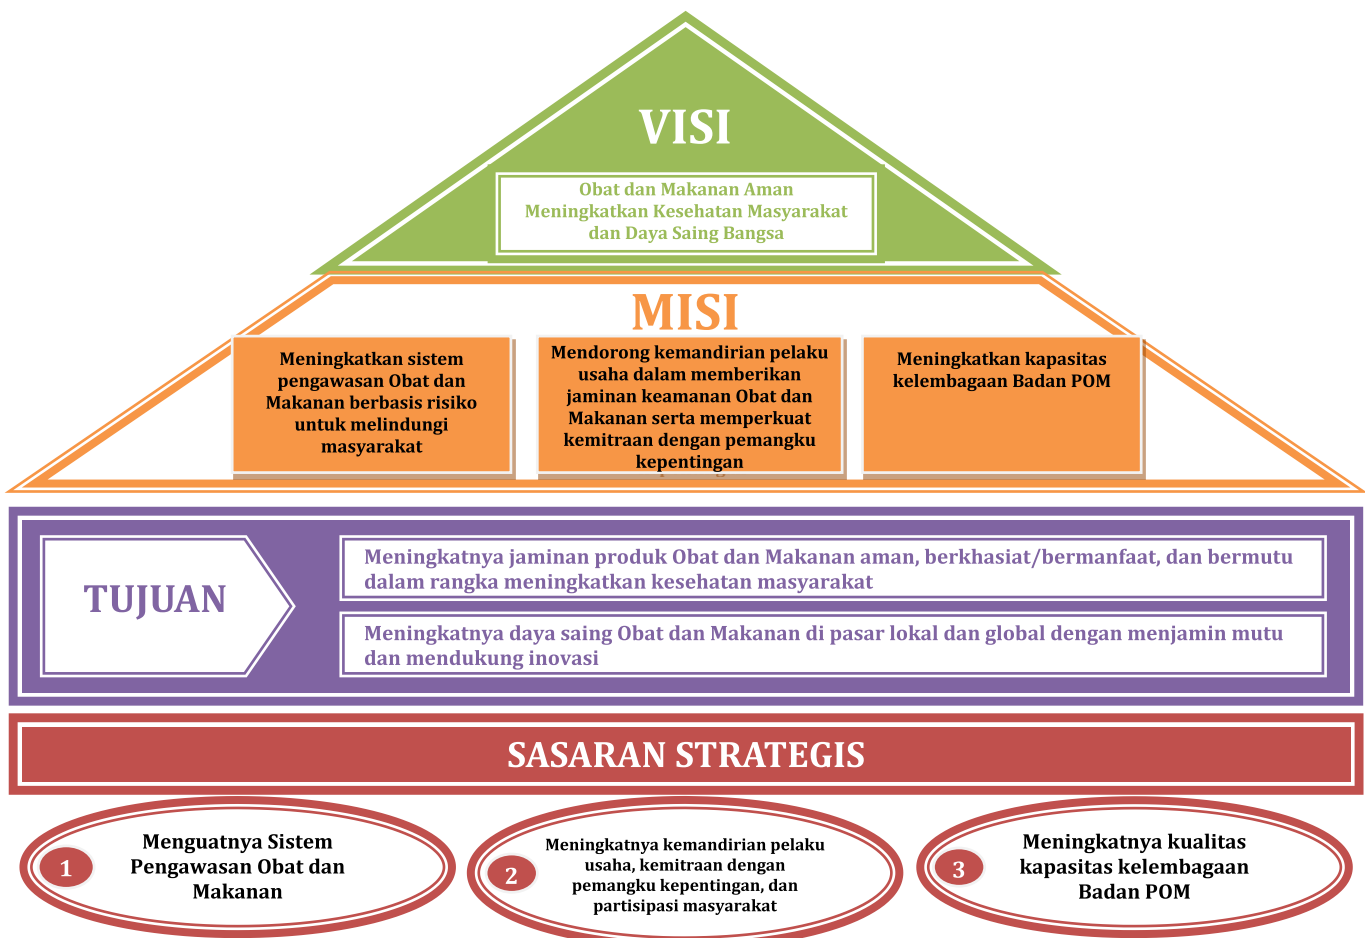 VISI
Obat dan Makanan Aman
Meningkatkan Kesehatan Masyarakat
dan Daya Saing Bangsa
MISI
Meningkatkan sistem
pengawasan Obat dan
Makanan berbasis risiko
untuk melindungi
masyarakat
Mendorong kemandirian pelaku
usaha dalam memberikan
jaminan keamanan Obat dan
Makanan serta memperkuat
kemitraan dengan pemangku
kepentingan
Meningkatkan kapasitas
kelembagaan Badan POM
TUJUAN
Meningkatnya jaminan produk Obat dan Makanan aman, berkhasiat/bermanfaat, dan bermutu
dalam rangka meningkatkan kesehatan masyarakat
Meningkatnya daya saing Obat dan Makanan di pasar lokal dan global dengan menjamin mutu
dan mendukung inovasi
SASARAN STRATEGIS
1
Menguatnya Sistem
Pengawasan Obat dan
Makanan
2
Meningkatnya kemandirian pelaku
usaha, kemitraan dengan
pemangku kepentingan, dan
partisipasi masyarakat
3
Meningkatnya kualitas
kapasitas kelembagaan
Badan POM